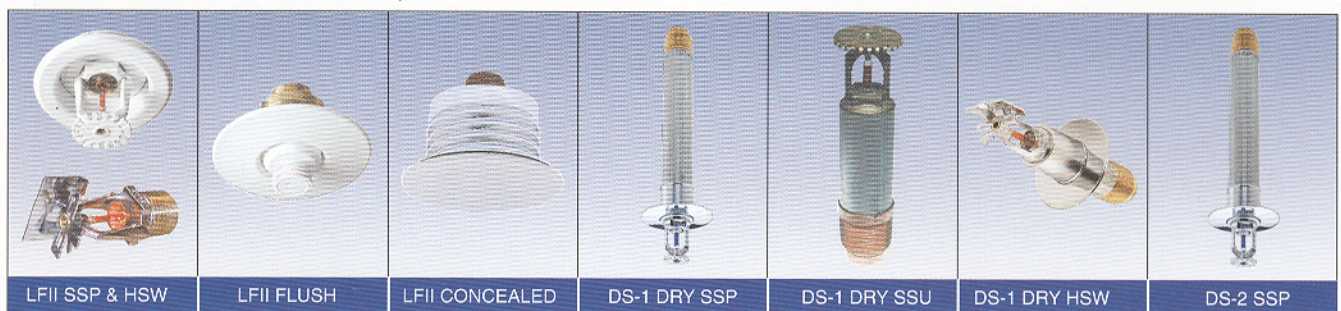 LFII SSP & HSW
LFII FLUSH
LFII CONCEALED
DS-1 DRY SSP
DS-1 DRY SSU
DS-1 DRY HSW
DS-2 SSP